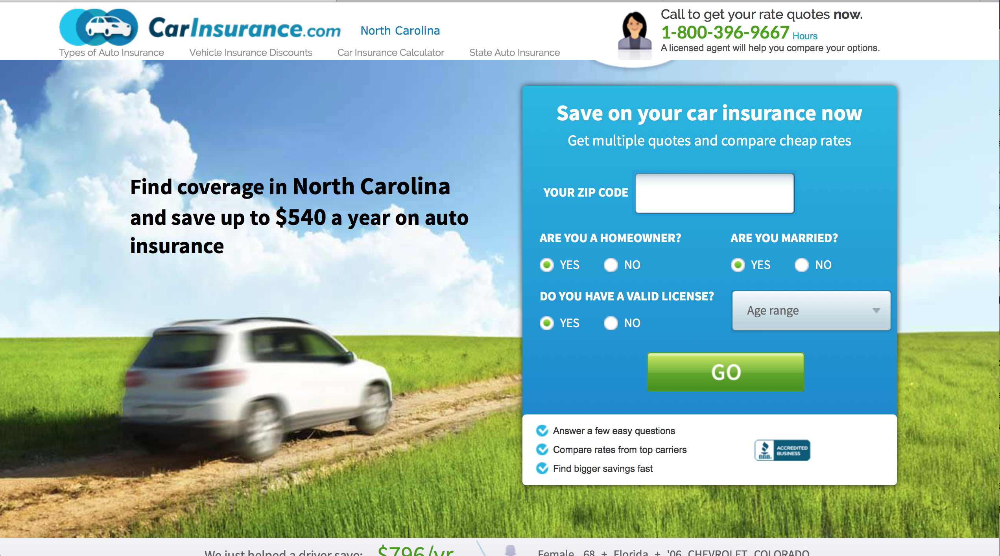 CarInsurance.com
North Carolina
Call to get your rate quotes now.
1-800-396-9667 Hours
A licensed agent will help you compare your options.
Types of Auto Insurance
Vehicle Insurance Discounts
Car Insurance Calculator
State Auto Insurance
Find coverage in North Carolina
and save up to $540 a year on auto
insurance
Save on your car insurance now
Get multiple quotes and compare cheap rates
YOUR ZIP CODE
ARE YOU A HOMEOWNER?
YES NO
ARE YOU MARRIED?
YES NO
DO YOU HAVE A VALID LICENSE?
YES NO
Age range
GO
Answer a few easy questions
Compare rates from top carriers
Find bigger savings fast
BBB.
ACCREDITED
BUSINESS
We just helped a driver save: $796/yr
Female, 68 + Florida + '06 CHEVROLET COLORADO